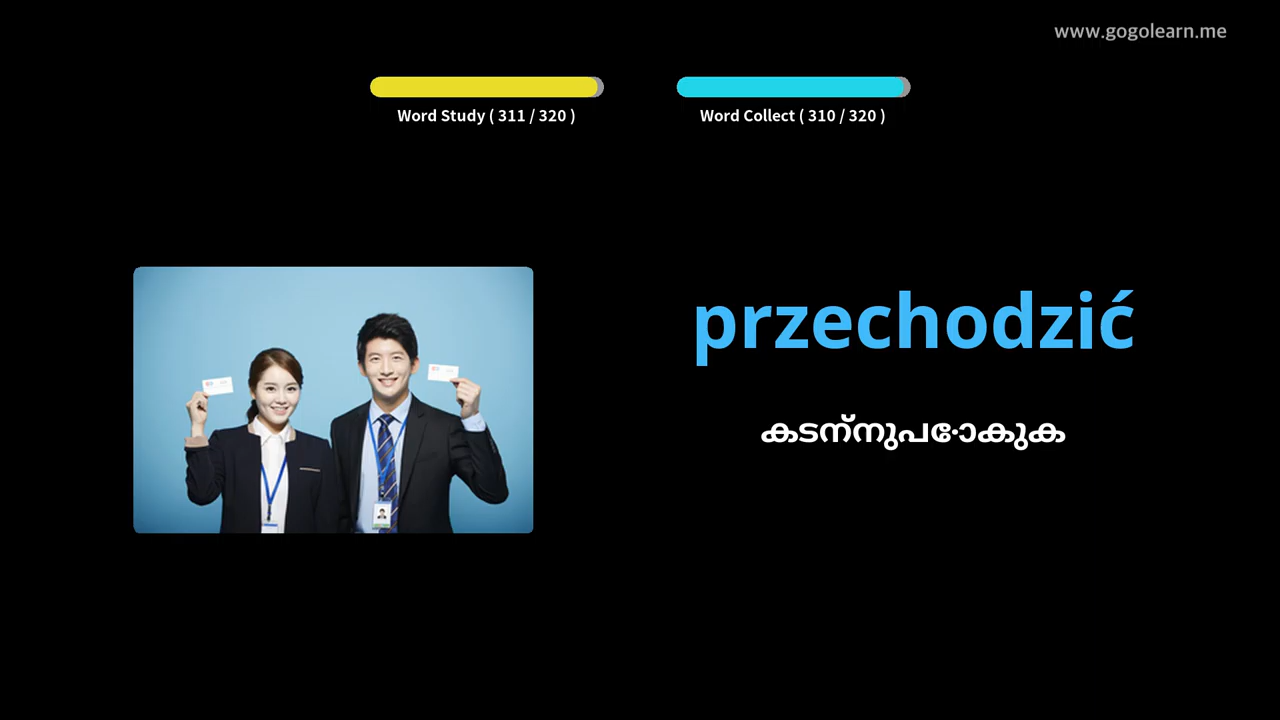 www.gogolearn.me
Word Study ( 311 / 320 )
Word Collect ( 310 / 320 )
przechodzić
കടന്നുപോകുക